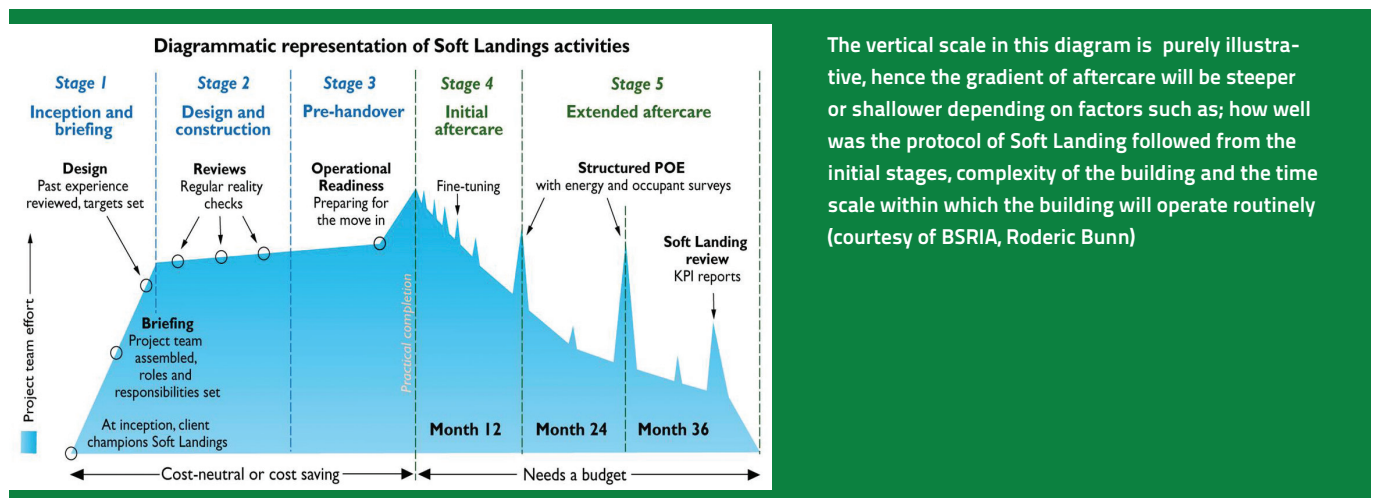 Diagrammatic representation of Soft Landings activities
Stage 1
Inception and
briefing
Stage 2
Design and
construction
Stage 3
Pre-handover
Stage 4
Initial
aftercare
Stage 5
Extended aftercare
Design
Past experience
reviewed, targets set
Reviews
Regular reality
checks
Operational
Readiness
Preparing for
the move in
Fine-tuning
Structured POE
with energy and occupant surveys
Soft Landing
review
KPI reports
Project team effort
Briefing
Project team
assembled,
roles and
responsibilities set
At inception, client
champions Soft Landings
Practical completion
Month 12
Month 24
Month 36
Cost-neutral or cost saving
Needs a budget
The vertical scale in this diagram is purely illustra-
tive, hence the gradient of aftercare will be steeper
or shallower depending on factors such as; how well
was the protocol of Soft Landing followed from the
initial stages, complexity of the building and the time
scale within which the building will operate routinely
(courtesy of BSRIA, Roderic Bunn)